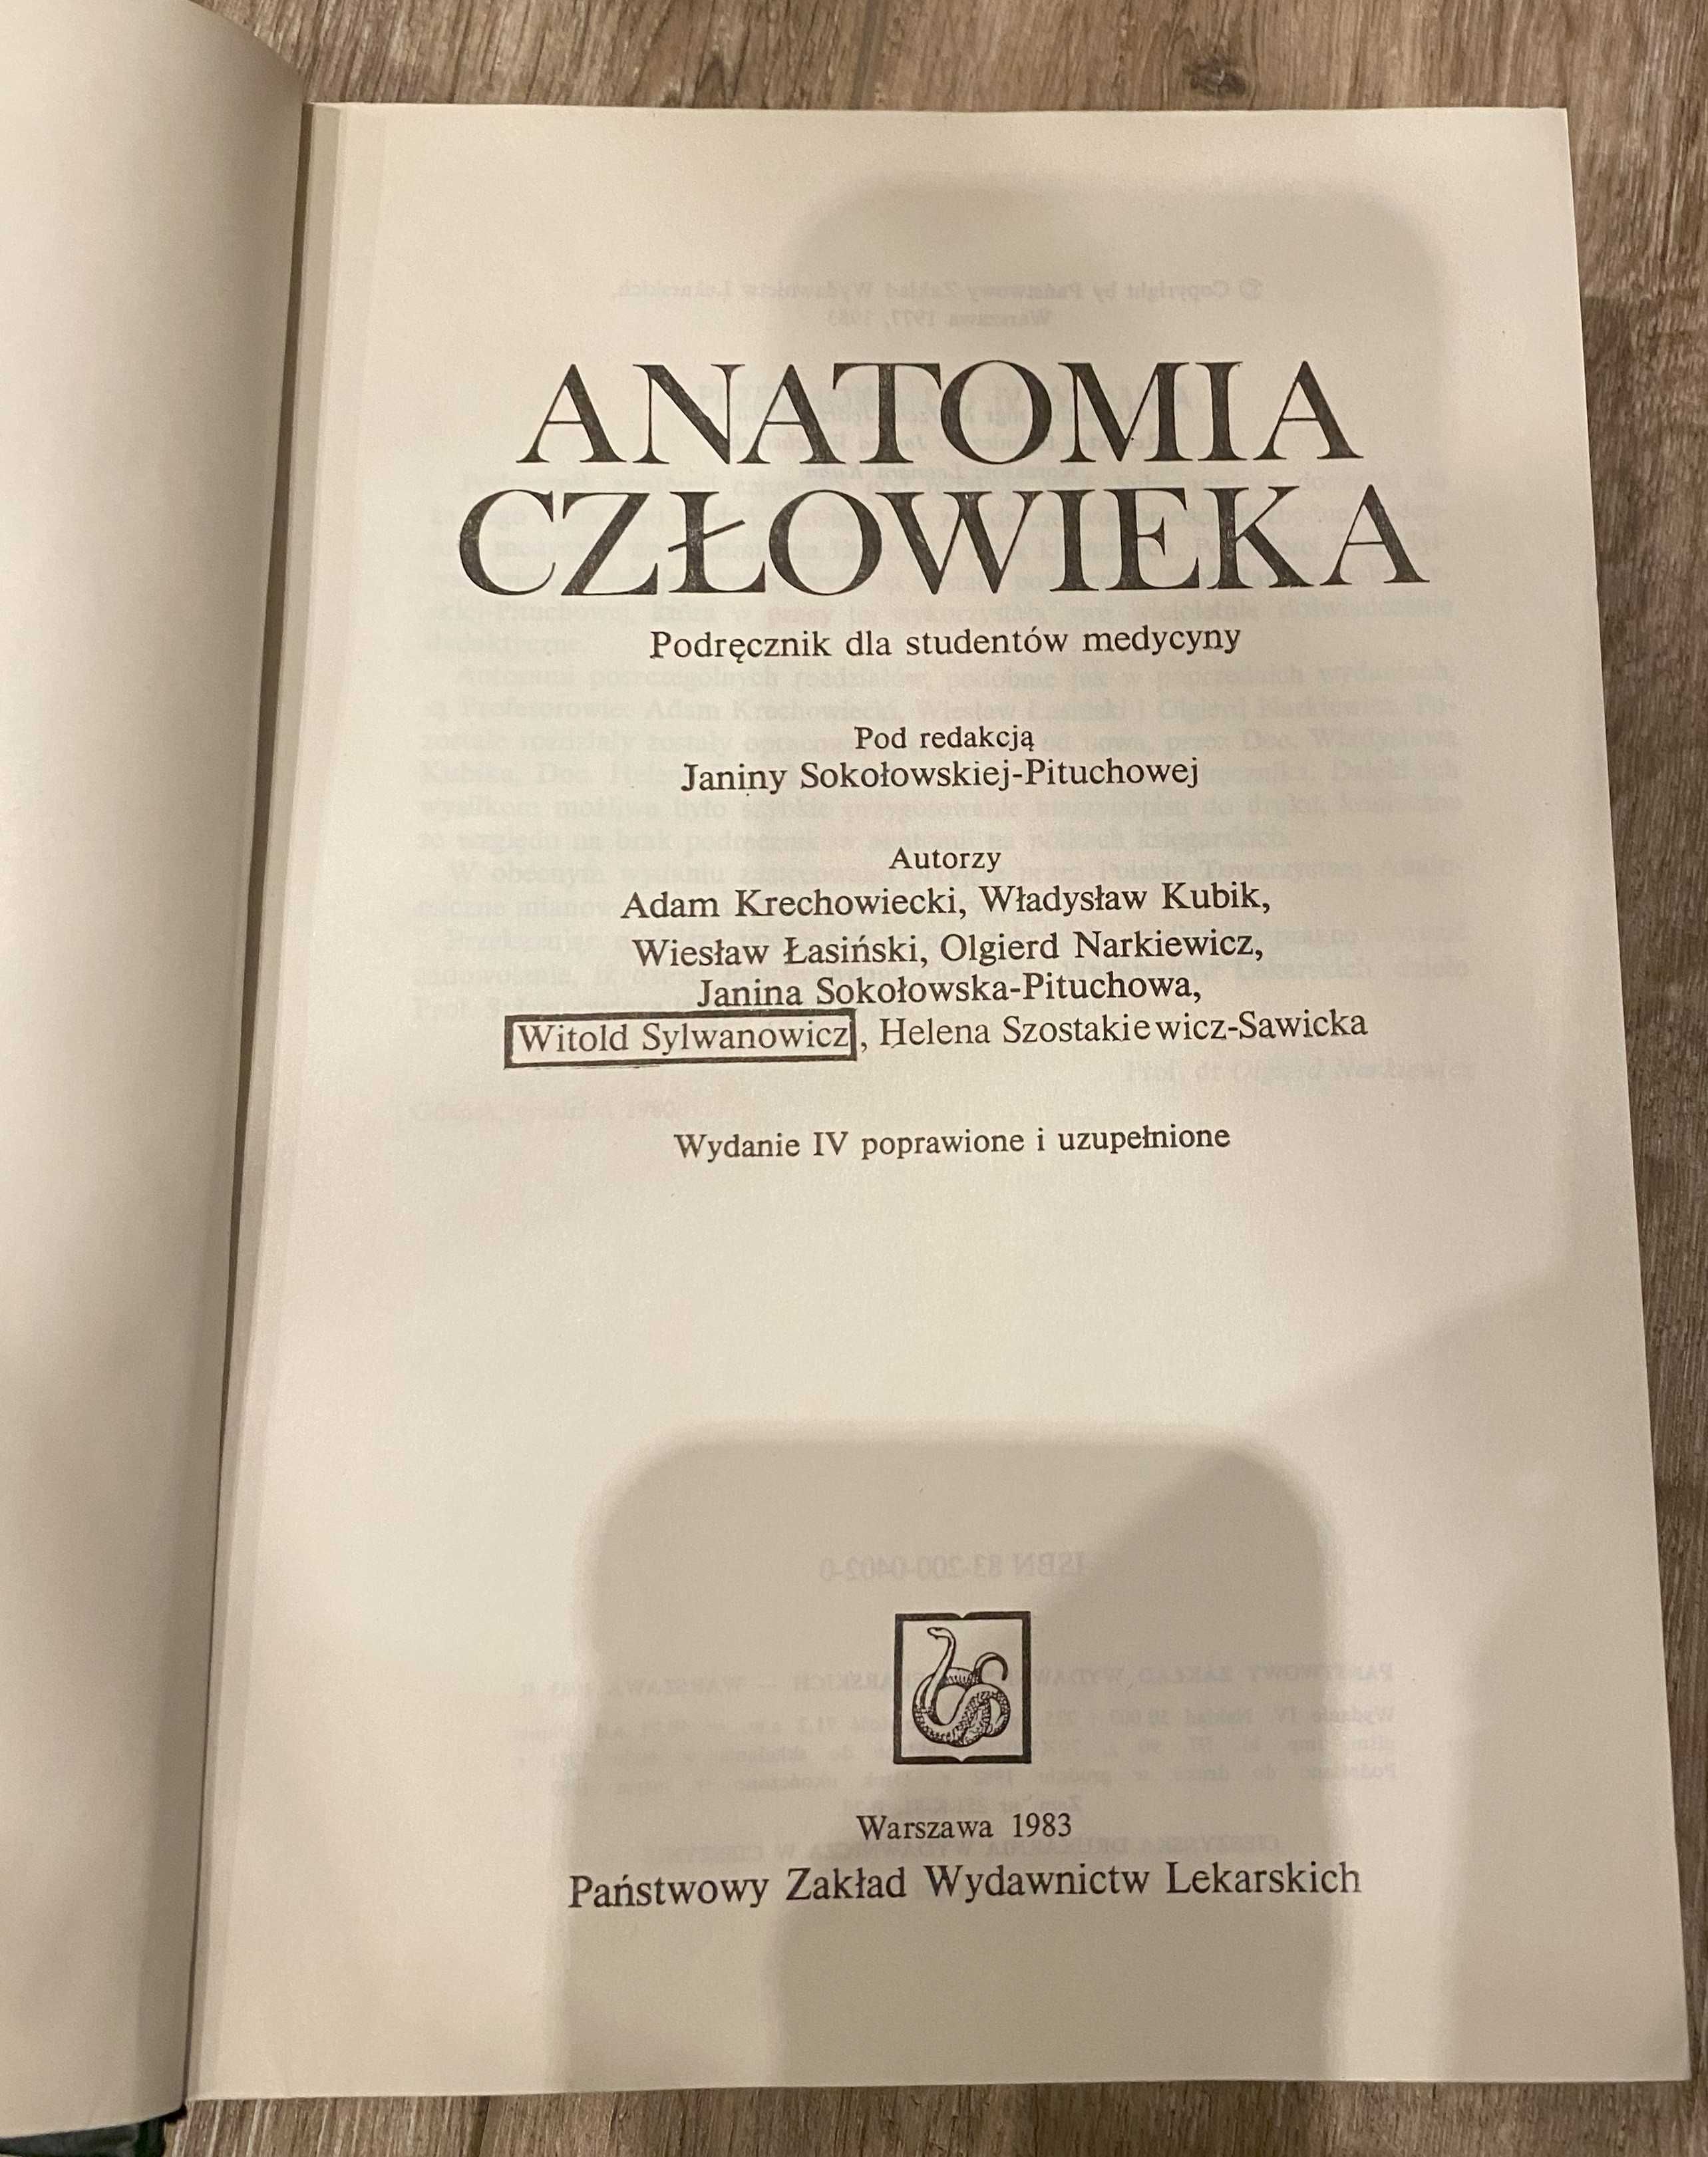 ANATOMIA
CZŁOWIEKA
Podręcznik dla studentów medycyny
Pod redakcją
Janiny Sokołowskiej-Pituchowej
Autorzy
Adam Krechowiecki, Władysław Kubik,
Wiesław Łasiński, Olgierd Narkiewicz,
Janina Sokołowska-Pituchowa,
Witold Sylwanowicz, Helena Szostakiewicz-Sawicka
Wydanie IV poprawione i uzupełnione
Warszawa 1983
Państwowy Zakład Wydawnictw Lekarskich